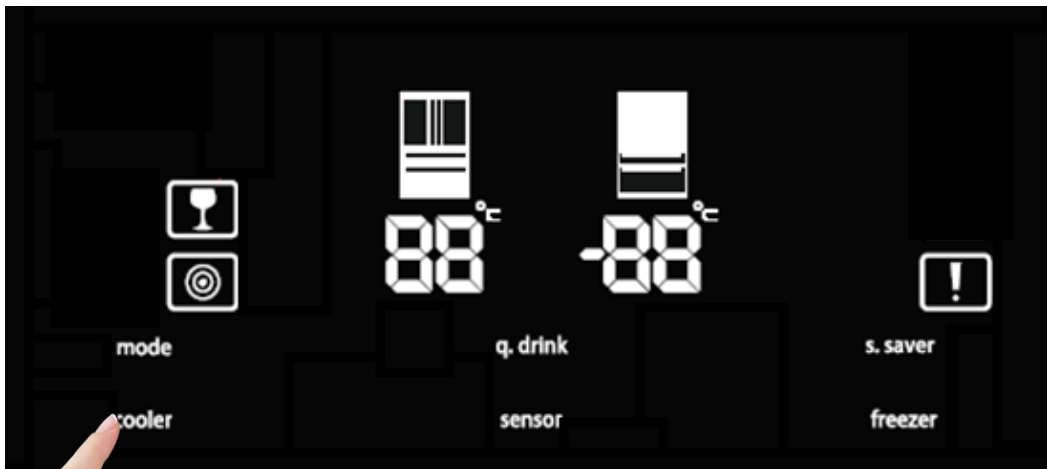 °C °C
88 -88
!
mode q. drink s. saver
cooler sensor freezer